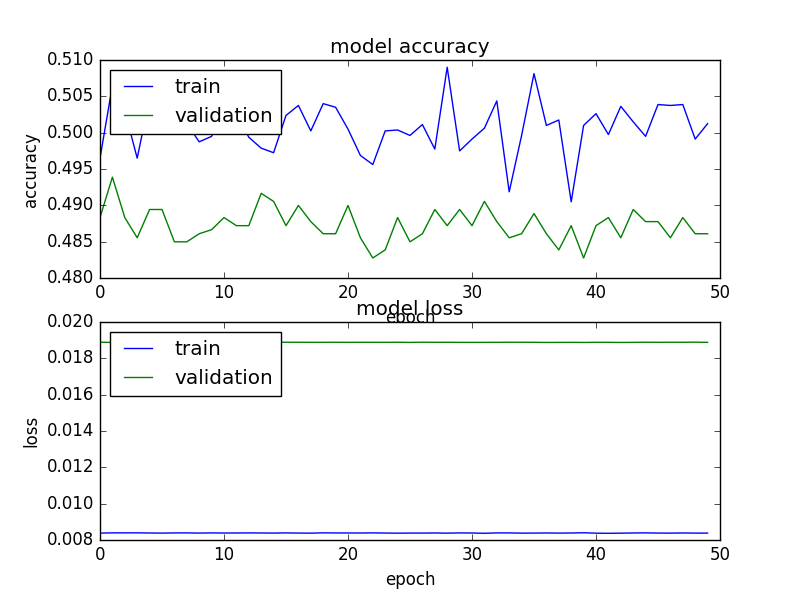 model accuracy
0.510
0.505
0.500
0.495
0.490
0.485
0.480
accuracy
train
validation
0 10 20 30 40 50
epoch
model loss
0.020
0.018
0.016
0.014
0.012
0.010
0.008
loss
train
validation
0 10 20 30 40 50
epoch